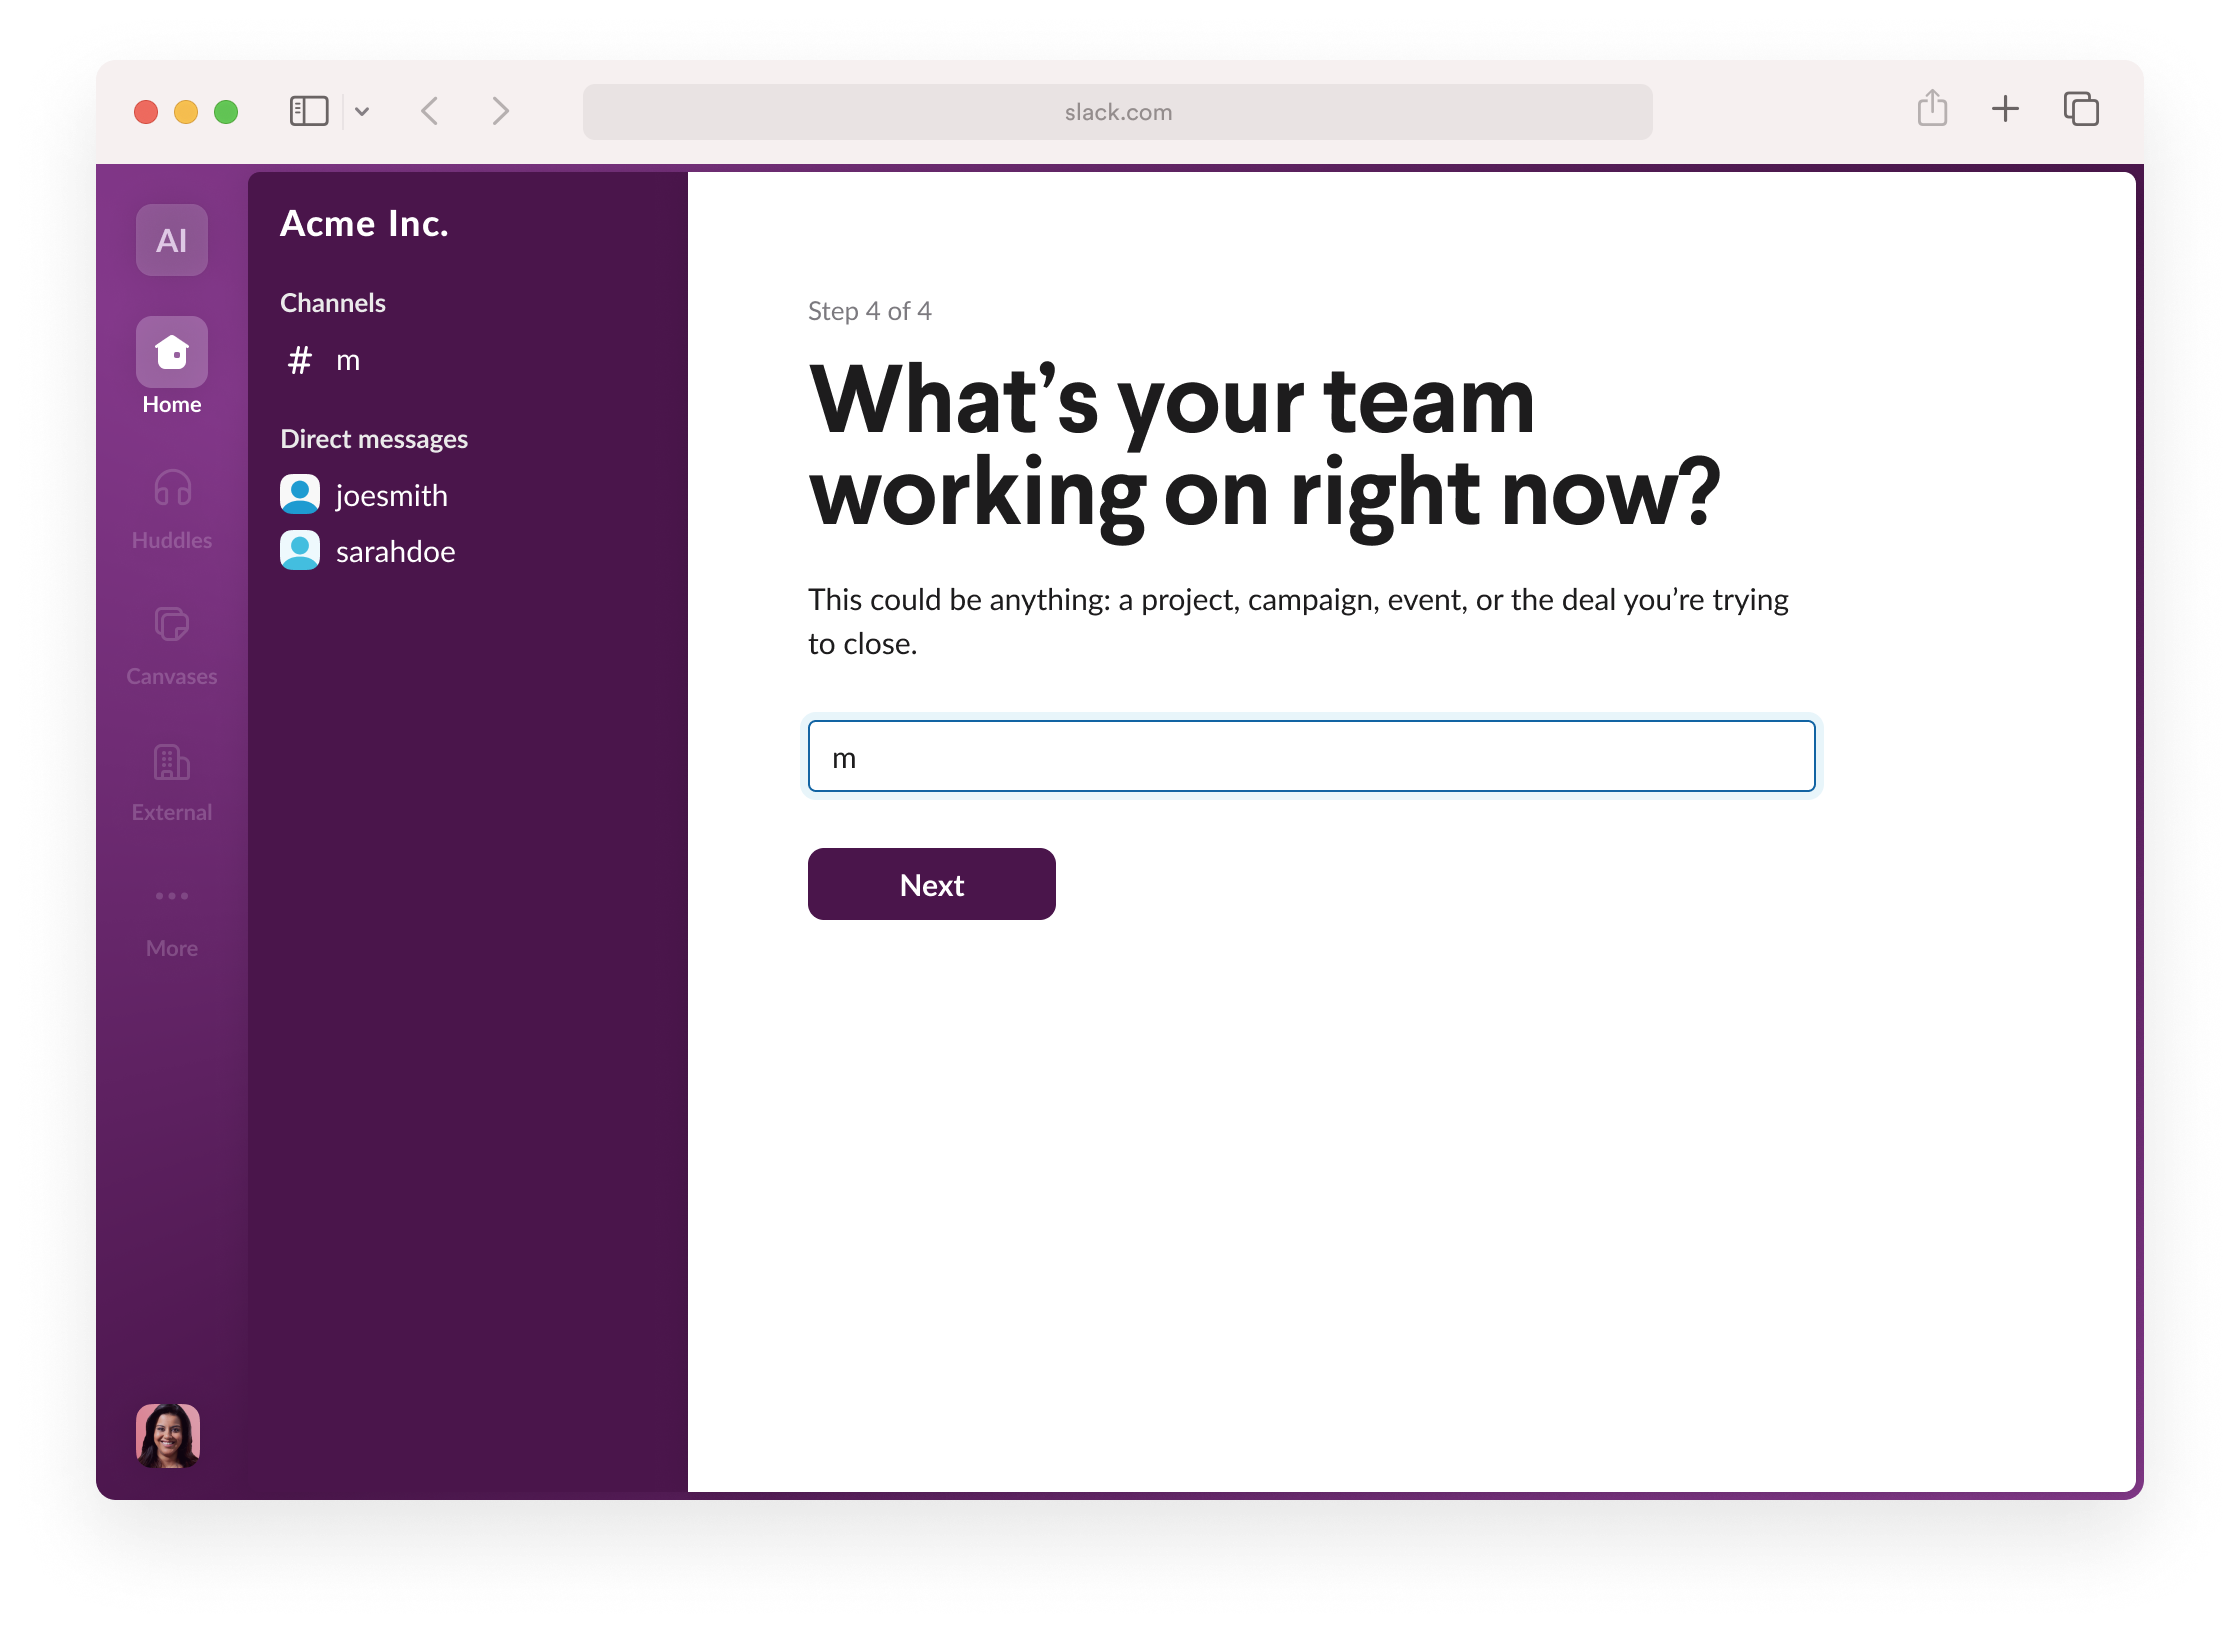 slack.com
AI
Home
Huddles
Canvases
External
More
Acme Inc.
Channels
# m
Direct messages
joesmith
sarahdoe
Step 4 of 4
What’s your team
working on right now?
This could be anything: a project, campaign, event, or the deal you’re trying
to close.
m
Next